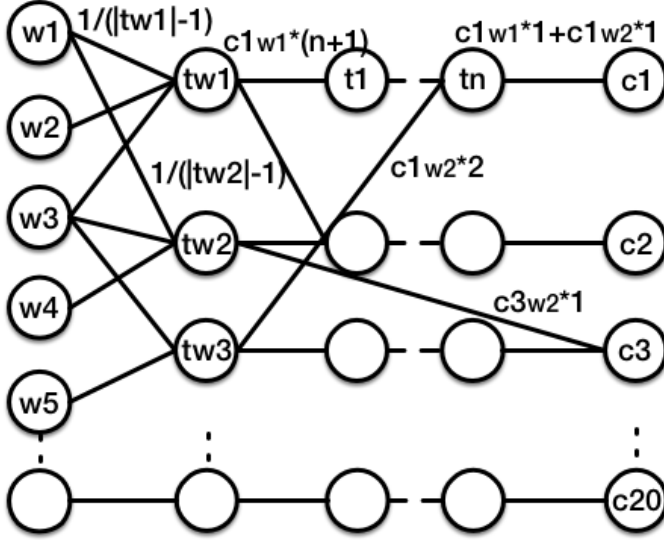 w1 1/(|tw1|-1) c1w1*(n+1) c1w1*1+c1w2*1
tw1 t1 tn c1
w2
1/(|tw2|-1) c1w2*2
w3
tw2 c2
w4 c3w2*1
tw3 c3
w5
c20